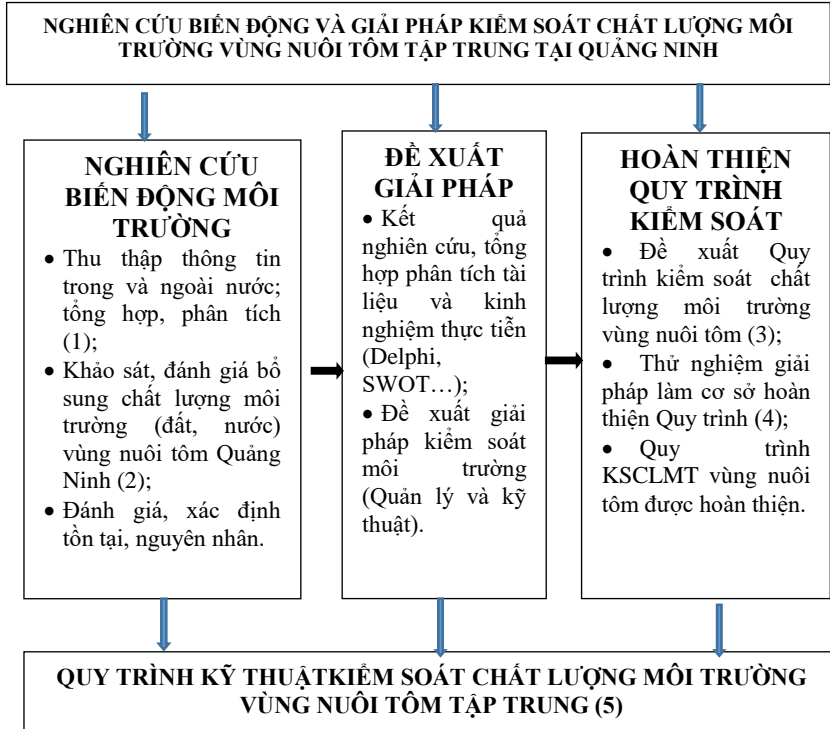 NGHIÊN CỨU BIẾN ĐỘNG VÀ GIẢI PHÁP KIỂM SOÁT CHẤT LƯỢNG MÔI
TRƯỜNG VÙNG NUÔI TÔM TẬP TRUNG TẠI QUẢNG NINH
NGHIÊN CỨU
BIẾN ĐỘNG MÔI
TRƯỜNG
• Thu thập thông tin
trong và ngoài nước;
tổng hợp, phân tích
(1);
• Khảo sát, đánh giá bổ
sung chất lượng môi
trường (đất, nước)
vùng nuôi tôm Quảng
Ninh (2);
• Đánh giá, xác định
tồn tại, nguyên nhân.
ĐỀ XUẤT
GIẢI PHÁP
• Kết quả
nghiên cứu, tổng
hợp phân tích tài
liệu và kinh
nghiệm thực tiễn
(Delphi,
SWOT…);
• Đề xuất giải
pháp kiểm soát
môi trường
(Quản lý và kỹ
thuật).
HOÀN THIỆN
QUY TRÌNH
KIỂM SOÁT
• Đề xuất Quy
trình kiểm soát chất
lượng môi trường
vùng nuôi tôm (3);
• Thử nghiệm giải
pháp làm cơ sở hoàn
thiện Quy trình (4);
• Quy trình
KSCLMT vùng nuôi
tôm được hoàn thiện.
QUY TRÌNH KỸ THUẬTKIỂM SOÁT CHẤT LƯỢNG MÔI TRƯỜNG
VÙNG NUÔI TÔM TẬP TRUNG (5)